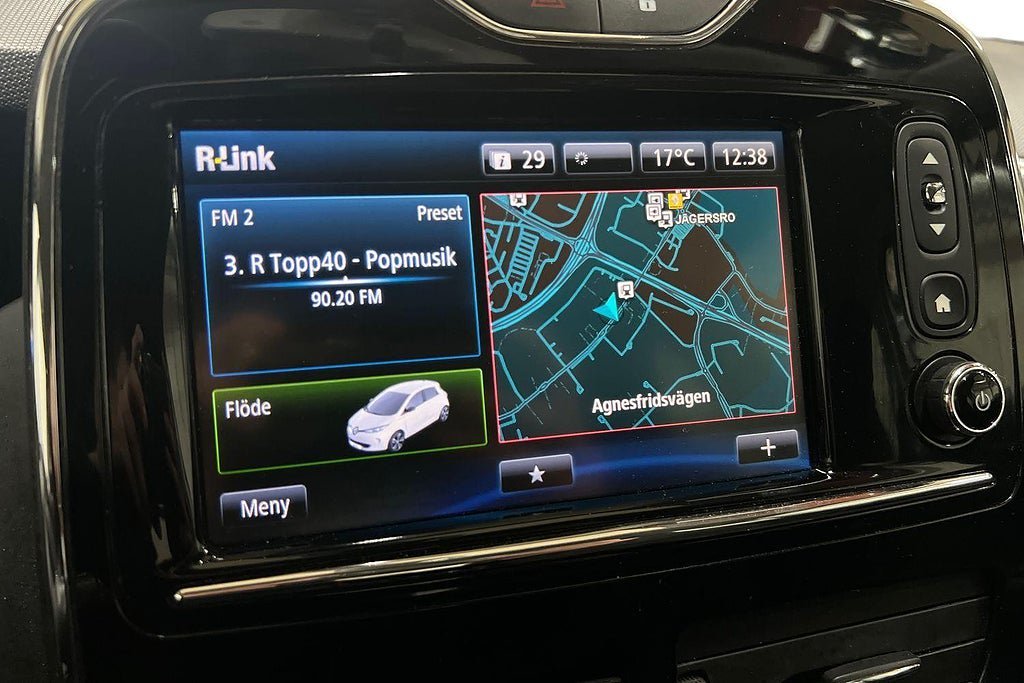 R-Link
29
17°C
12:38
FM 2
Preset
3. R Topp40 - Popmusik
90.20 FM
JÄGERSRO
Agnesfridsvägen
Flöde
Meny